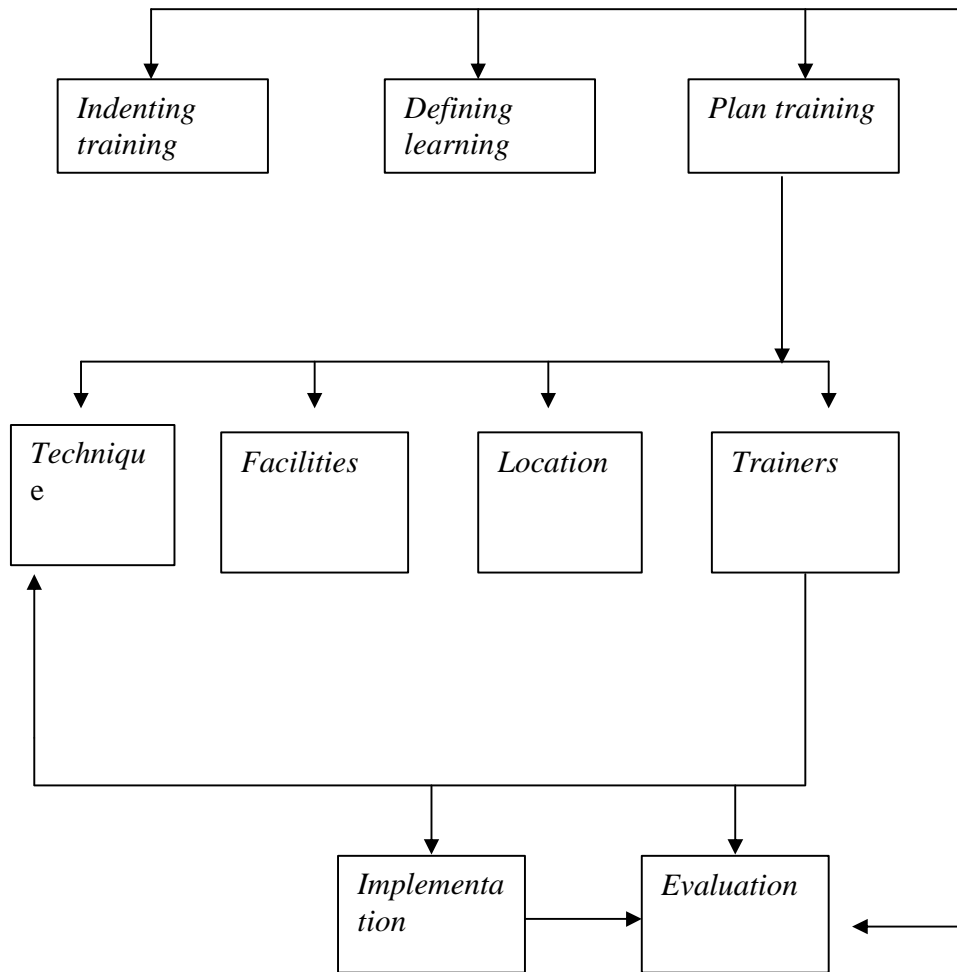 Indenting
training
Defining
learning
Plan training
Techniqu
e
Facilities
Location
Trainers
Implementa
tion
Evaluation